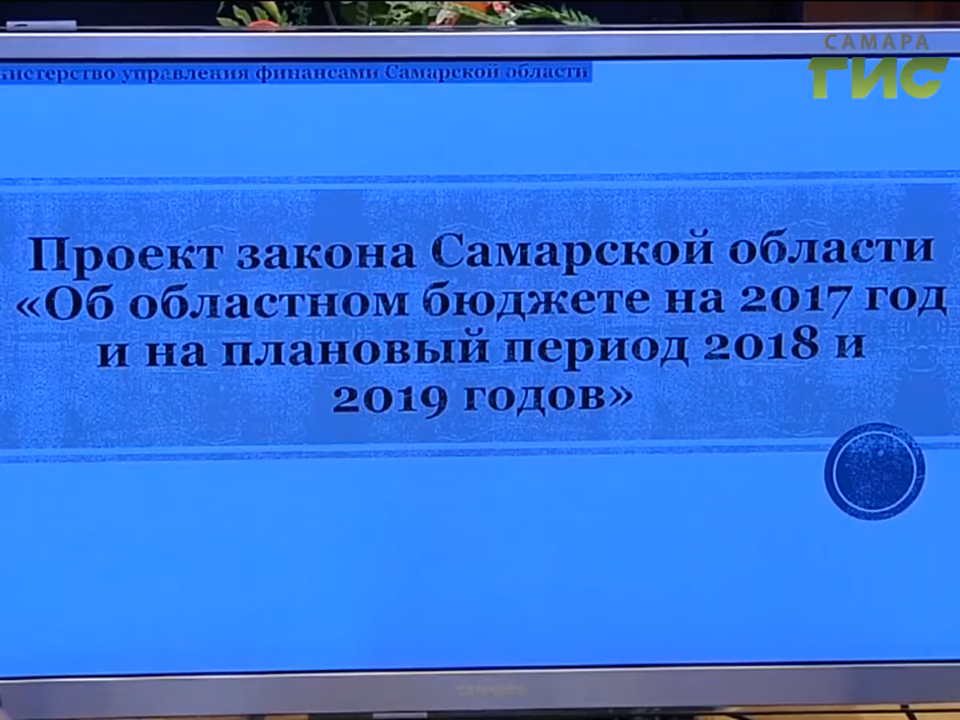 САМАРА
ГИС
управления финансами Самарской области
Проект закона Самарской области
«Об областном бюджете на 2017 год
и на плановый период 2018 и
2019 годов»